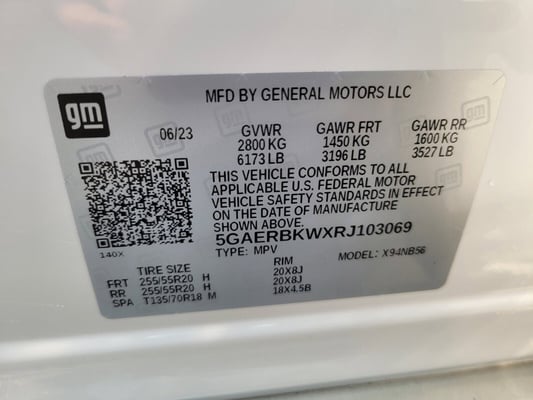 gm
MFD BY GENERAL MOTORS LLC
06/23 GVWR GAWR FRT GAWR RR
2800 KG 1450 KG 1600 KG
6173 LB 3196 LB 3527 LB
THIS VEHICLE CONFORMS TO ALL
APPLICABLE U.S. FEDERAL MOTOR
VEHICLE SAFETY STANDARDS IN EFFECT
ON THE DATE OF MANUFACTURE
SHOWN ABOVE.
5GAERBKWXRJ103069
140X TYPE: MPV MODEL: X94NB56
TIRE SIZE RIM
FRT 255/55R20 H 20X8J
RR 255/55R20 H 20X8J
SPA T135/70R18 M 18X4.5B